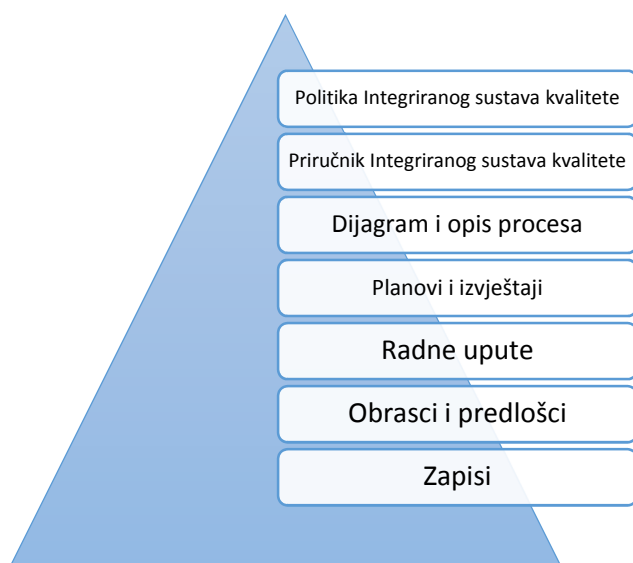 Politika Integriranog sustava kvalitete
Priručnik Integriranog sustava kvalitete
Dijagram i opis procesa
Planovi i izvještaji
Radne upute
Obrasci i predlošci
Zapisi